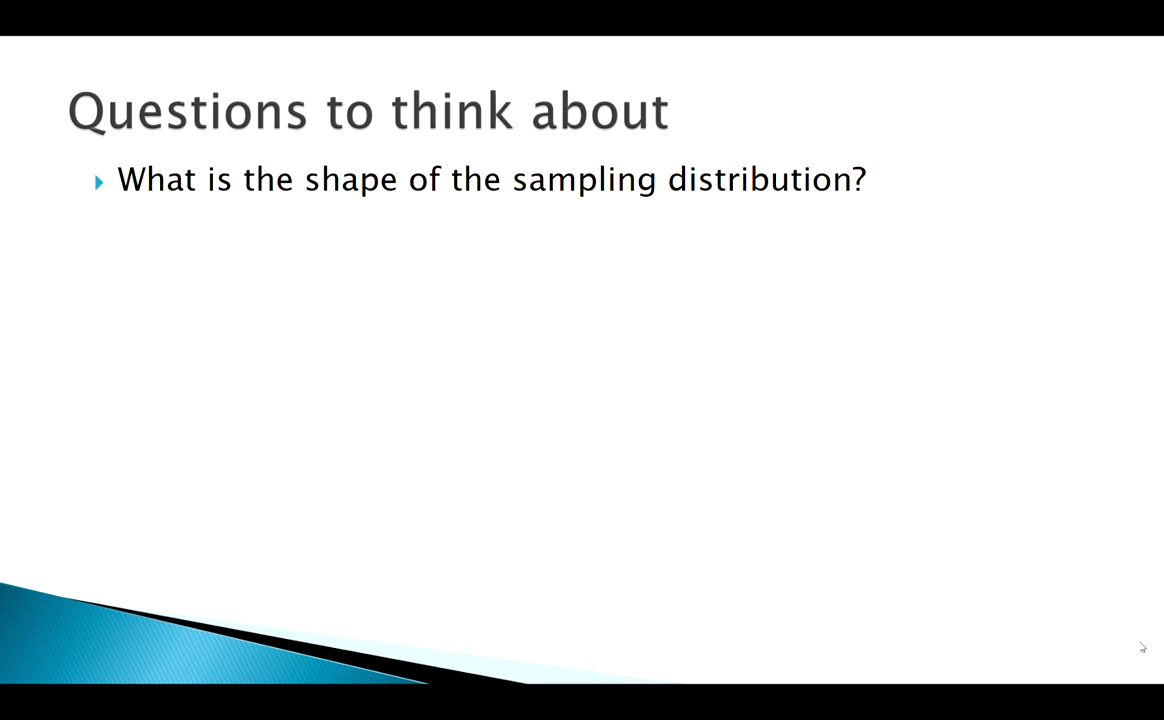 Questions to think about
What is the shape of the sampling distribution?